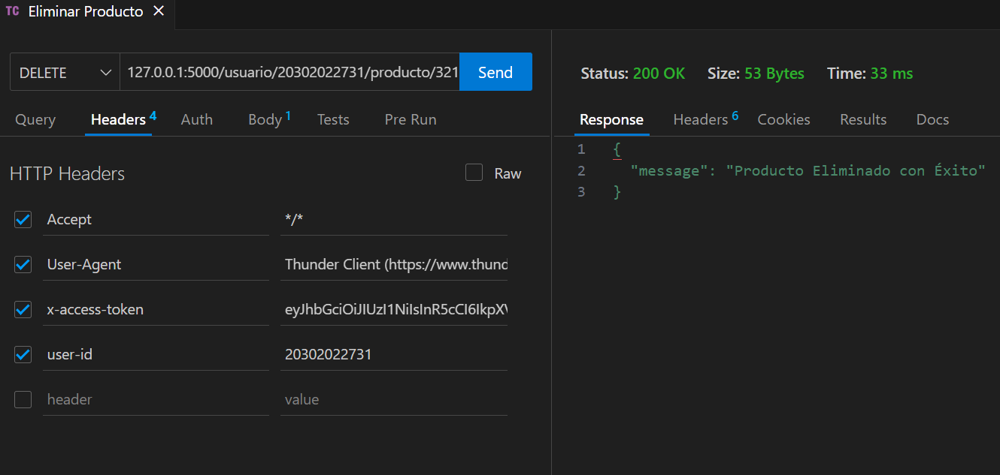 TC Eliminar Producto
DELETE 127.0.0.1:5000/usuario/20302022731/producto/321 Send
Query Headers 4 Auth Body 1 Tests Pre Run
HTTP Headers Raw
Accept */*
User-Agent Thunder Client (https://www.thund
x-access-token eyJhbGciOiJIUzI1NiIsInR5cCI6IkpXV
user-id 20302022731
header value
Status: 200 OK Size: 53 Bytes Time: 33 ms
Response Headers 6 Cookies Results Docs
1 {
2 "message": "Producto Eliminado con Éxito"
3 }